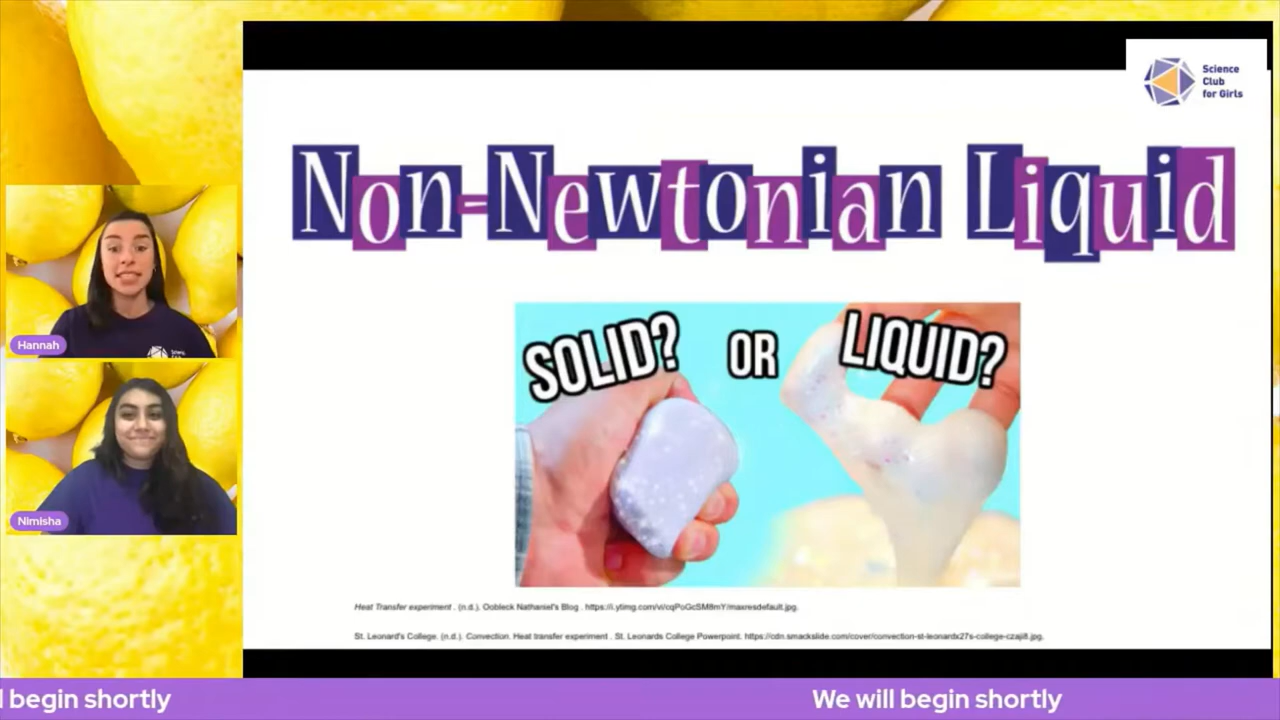 Science
Club
for Girls
Non-Newtonian Liquid
SOLID? OR LIQUID?
Hannah
Nimisha
Heat Transfer experiment . (n.d.). Oobleck Nathaniel's Blog . https://i.ytimg.com/vi/cqPoGcSM8mY/maxresdefault.jpg.
St. Leonard's College. (n.d.). Convection. Heat transfer experiment . St. Leonards College Powerpoint. https://cdn.smackslide.com/cover/convection-st-leonardx27s-college-czaji8.jpg.
l begin shortly
We will begin shortly